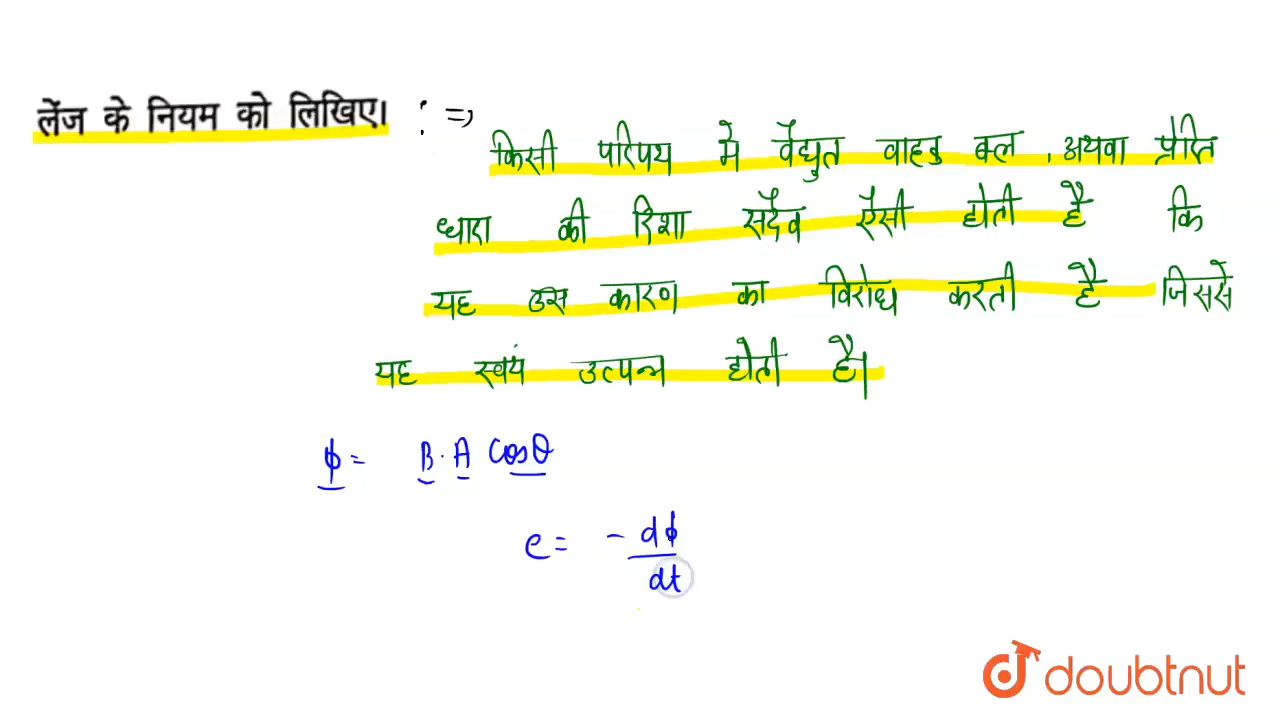 लेंज के नियम को लिखिए। : ⇒
किसी परिपथ में वैद्युत वाहक बल, अथवा प्रेरित
धारा की दिशा सदैव ऐसी होती है कि
यह उस कारण का विरोध करती है जिससे
यह स्वयं उत्पन्न होती है।
ϕ = B . A cosθ
e = - dϕ
dt
doubtnut